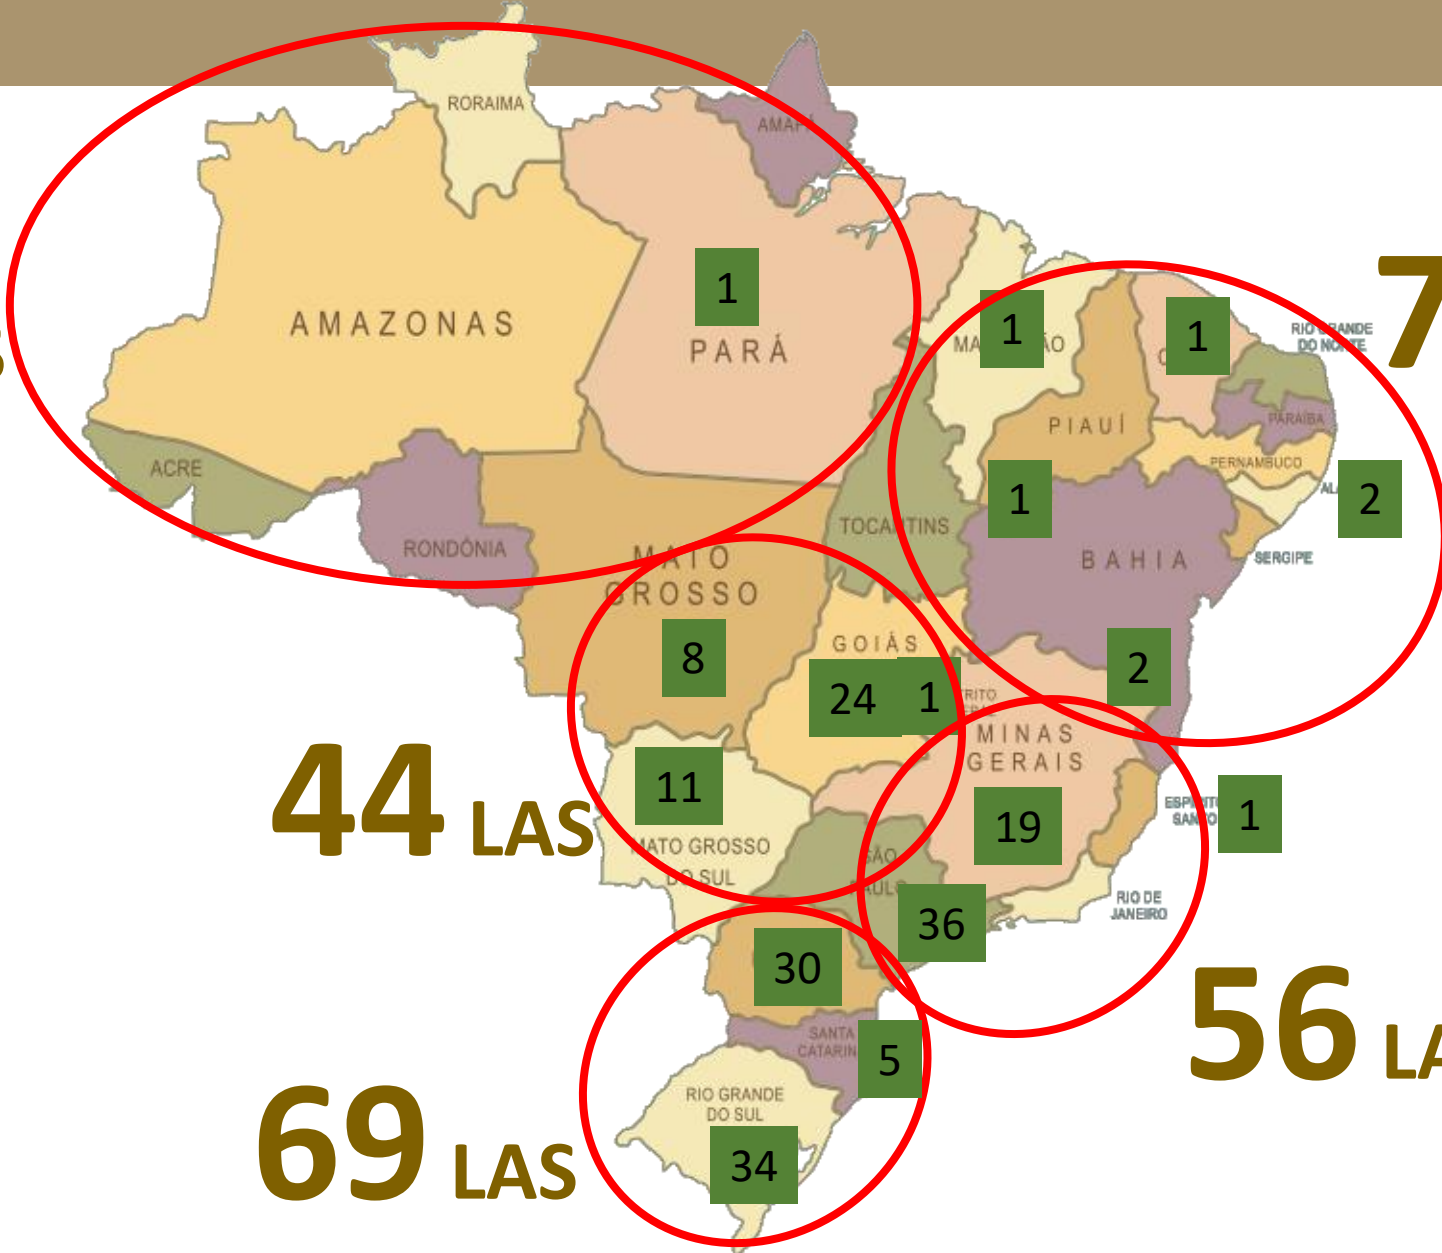 RORAIMA
1
AMAZONAS
PARÁ
1
1
7
RIO GRANDE
DO NORTE
PIAUÍ
PARAÍBA
PERNAMBUCO
ACRE
1
2
TOCANTINS
RONDÔNIA
MATO
GROSSO
BAHIA
SERGIPE
GOIÁS
8
24
1
2
MINAS
GERAIS
11
44 LAS
19
1
MATO GROSSO
DO SUL
SÃO
RIO DE
JANEIRO
36
30
56
SANTA
5
RIO GRANDE
DO SUL
69 LAS
34